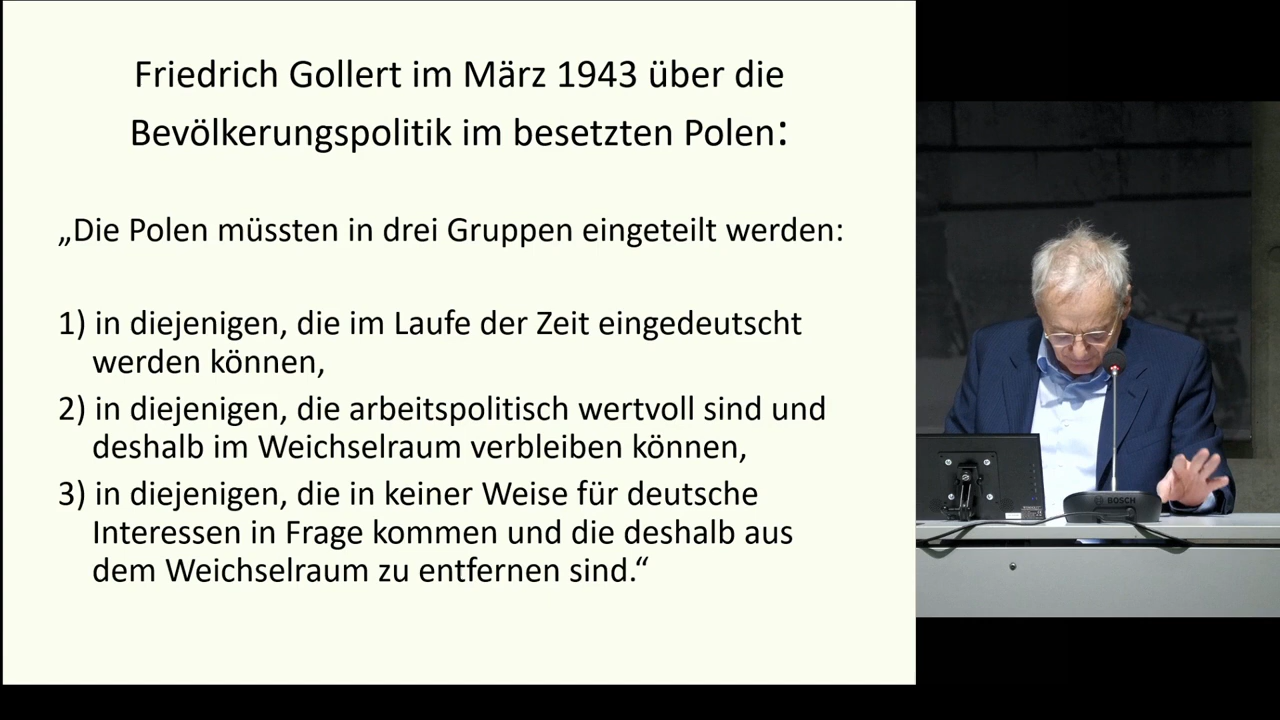 Friedrich Gollert im März 1943 über die
Bevölkerungspolitik im besetzten Polen:
„Die Polen müssten in drei Gruppen eingeteilt werden:
1) in diejenigen, die im Laufe der Zeit eingedeutscht
werden können,
2) in diejenigen, die arbeitspolitisch wertvoll sind und
deshalb im Weichselraum verbleiben können,
3) in diejenigen, die in keiner Weise für deutsche
Interessen in Frage kommen und die deshalb aus
dem Weichselraum zu entfernen sind.“
BOSCH